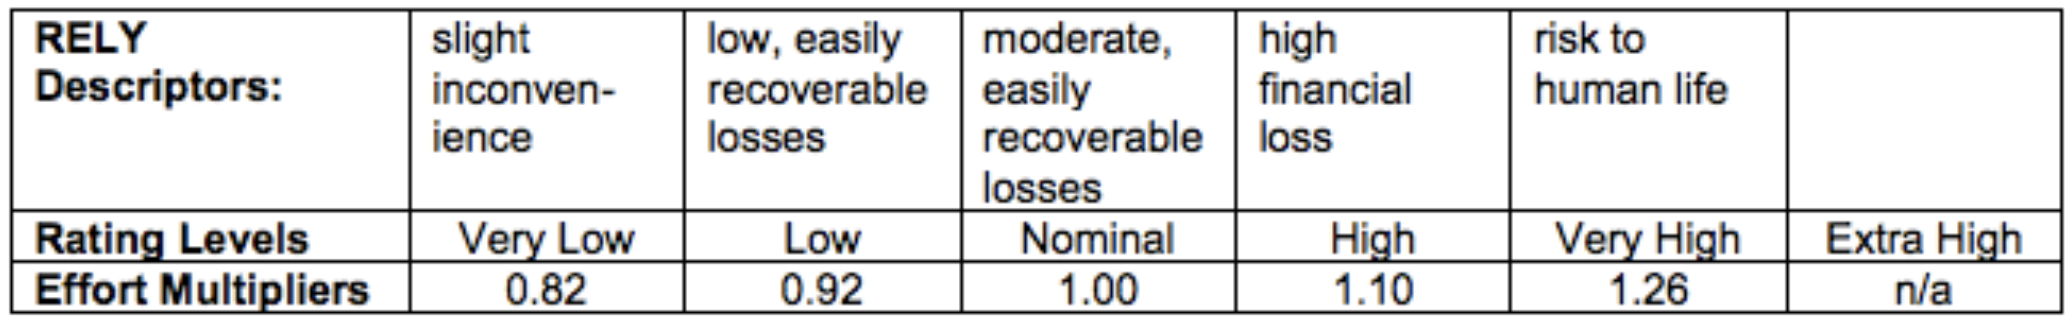 RELY Descriptors: slight inconven-ience low, easily recoverable losses moderate, easily recoverable losses high financial loss risk to human life
Rating Levels Very Low Low Nominal High Very High Extra High
Effort Multipliers 0.82 0.92 1.00 1.10 1.26 n/a